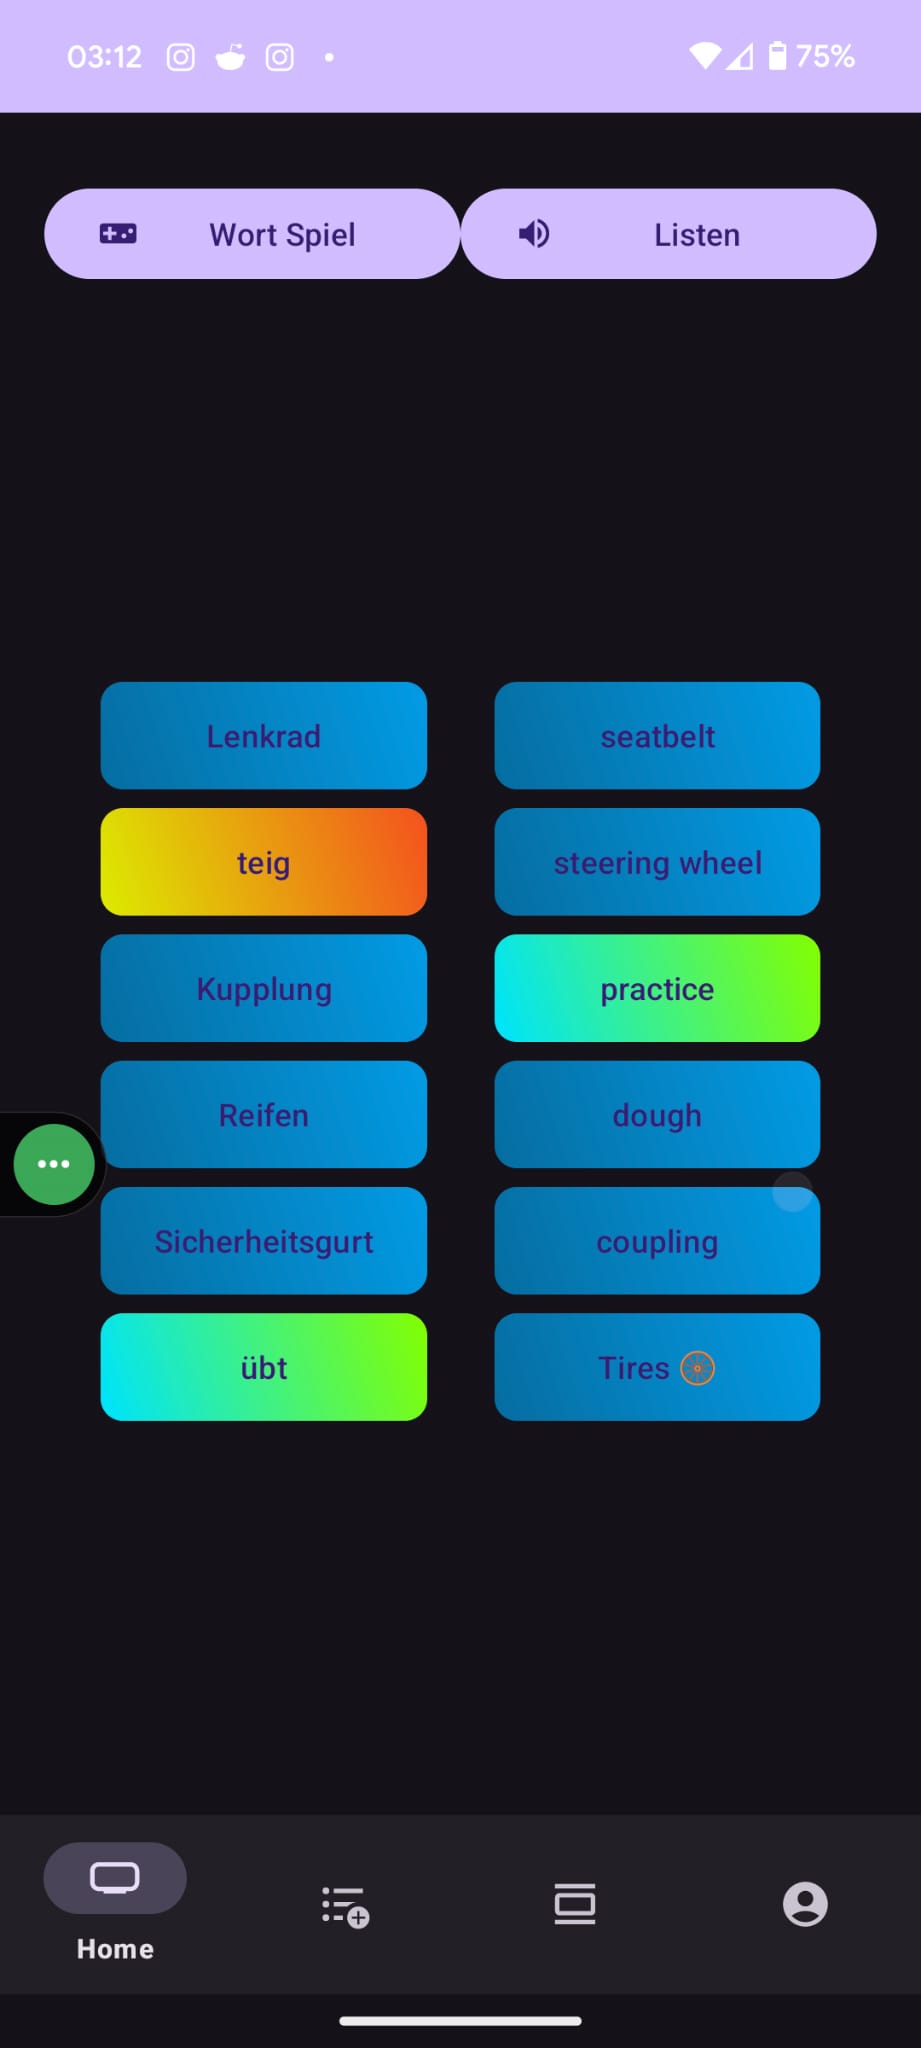 03:12
75%
Wort Spiel
Listen
Lenkrad
seatbelt
teig
steering wheel
Kupplung
practice
Reifen
dough
Sicherheitsgurt
coupling
übt
Tires
Home